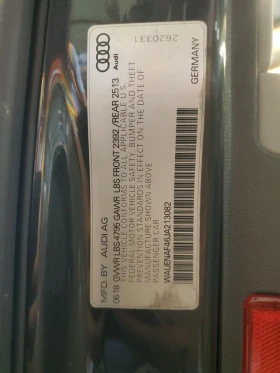 MFD. BY AUDI AG Audi
06 18 GVWR LBS 4795 GAWR LBS FRONT 2392 /REAR 2513
THIS VEHICLE CONFORMS TO ALL APPLICABLE U.S.
FEDERAL MOTOR VEHICLE SAFETY, BUMPER AND THEFT
PREVENTION STANDARDS IN EFFECT ON THE DATE OF
MANUFACTURE SHOWN ABOVE
PASSENGER CAR
WAUENAF46JA213082
2620331
GERMANY